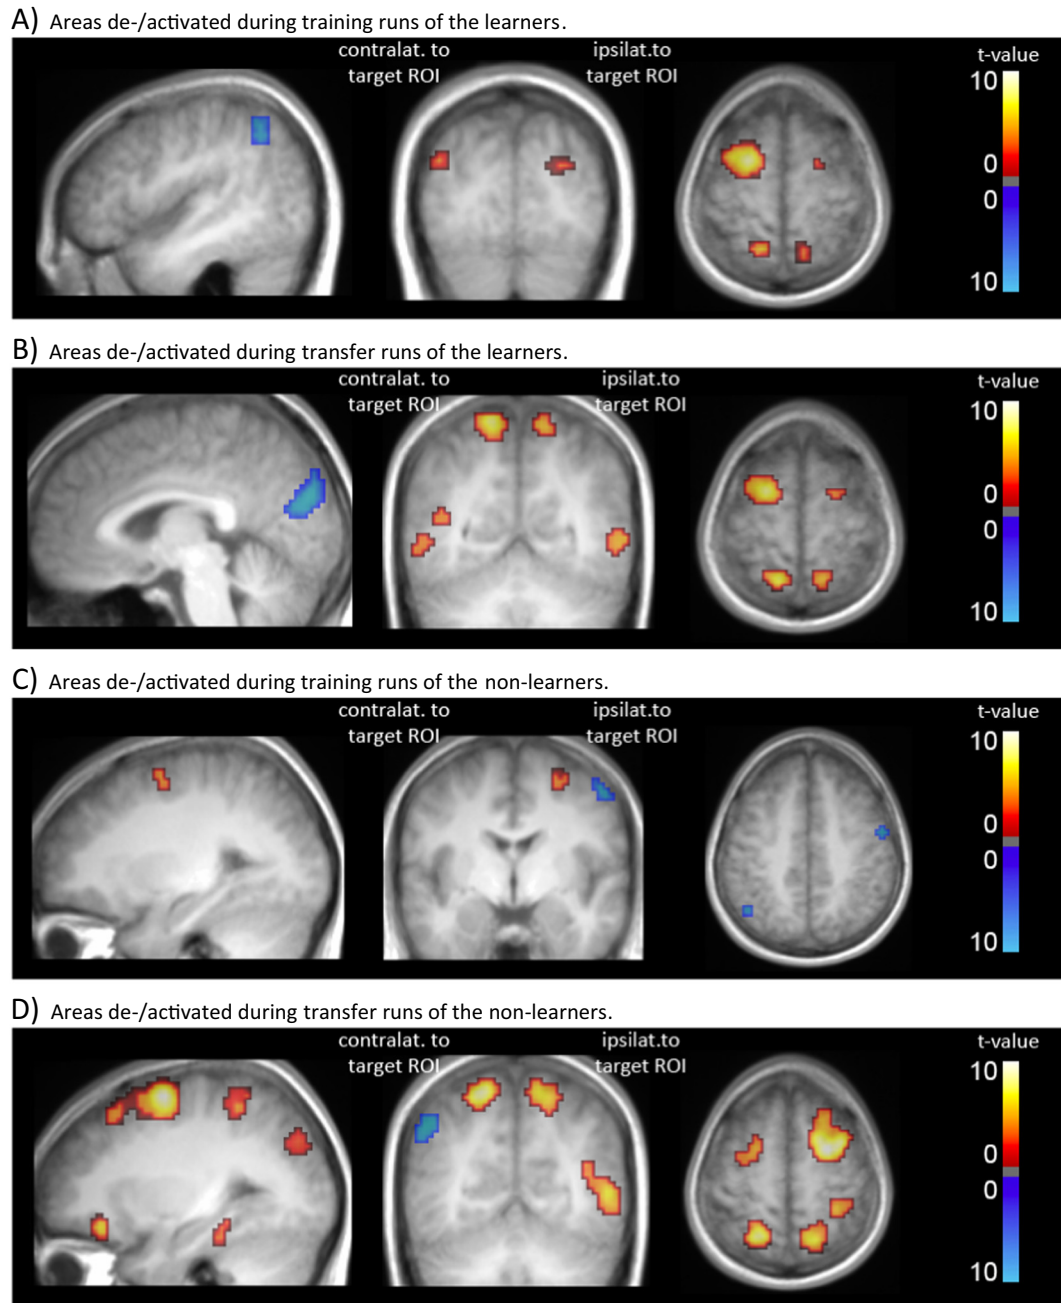 A) Areas de-/activated during training runs of the learners.
contralat. to
target ROI
ipsilat.to
target ROI
t-value
10
0
0
10
B) Areas de-/activated during transfer runs of the learners.
contralat. to
target ROI
ipsilat.to
target ROI
t-value
10
0
0
10
C) Areas de-/activated during training runs of the non-learners.
contralat. to
target ROI
ipsilat.to
target ROI
t-value
10
0
0
10
D) Areas de-/activated during transfer runs of the non-learners.
contralat. to
target ROI
ipsilat.to
target ROI
t-value
10
0
0
10